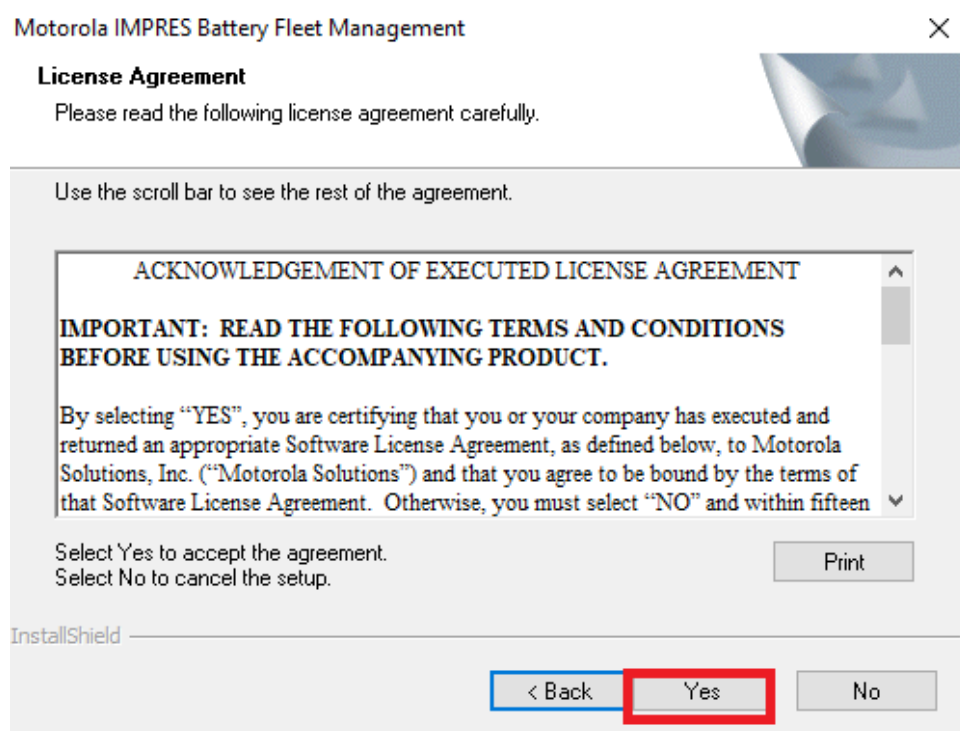 Motorola IMPRES Battery Fleet Management
License Agreement
Please read the following license agreement carefully.
Use the scroll bar to see the rest of the agreement.
ACKNOWLEDGEMENT OF EXECUTED LICENSE AGREEMENT
IMPORTANT: READ THE FOLLOWING TERMS AND CONDITIONS
BEFORE USING THE ACCOMPANYING PRODUCT.
By selecting “YES”, you are certifying that you or your company has executed and
returned an appropriate Software License Agreement, as defined below, to Motorola
Solutions, Inc. (“Motorola Solutions”) and that you agree to be bound by the terms of
that Software License Agreement. Otherwise, you must select “NO” and within fifteen
Select Yes to accept the agreement.
Select No to cancel the setup.
Print
InstallShield
< Back
Yes
No